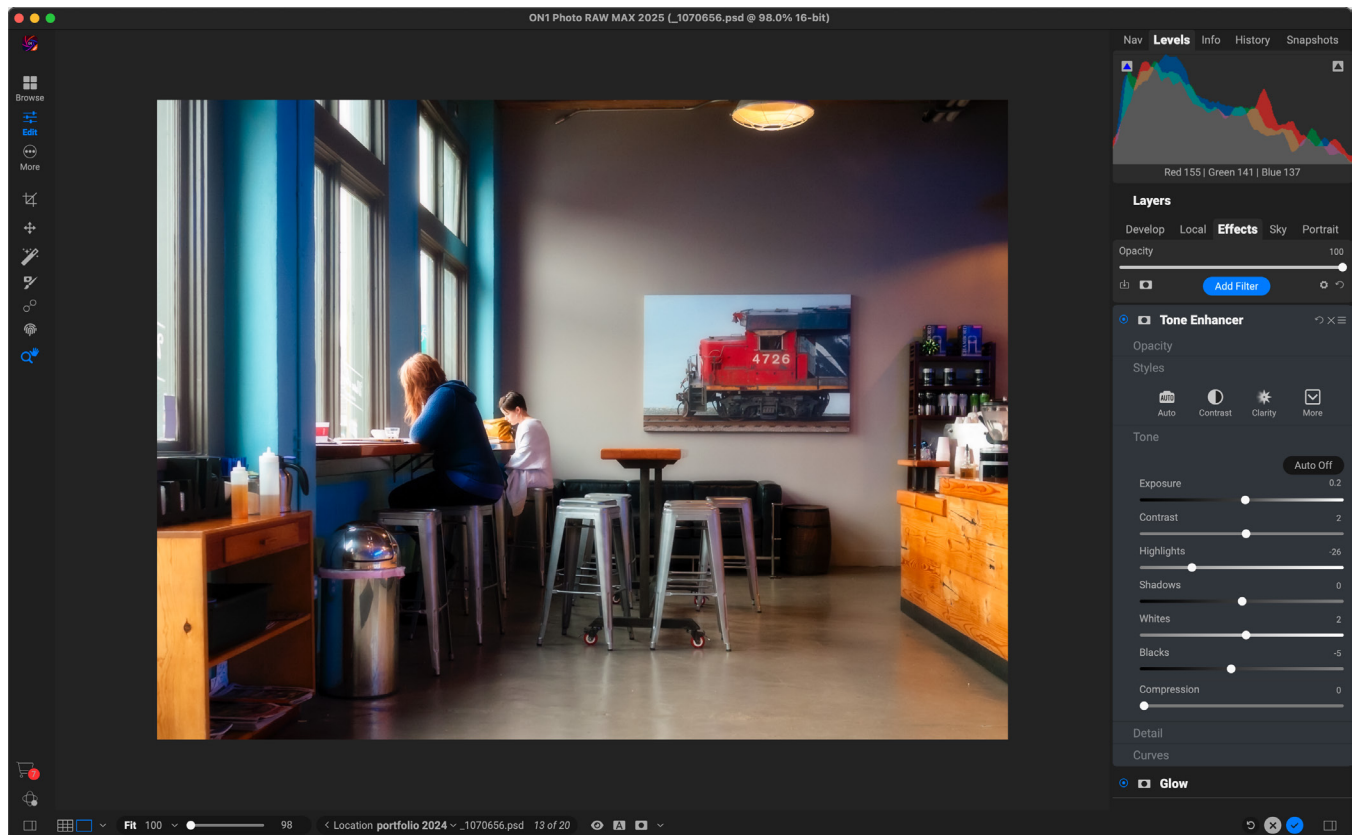 ON1 Photo RAW MAX 2025 (_1070656.psd @ 98.0% 16-bit)
Nav Levels Info History Snapshots
Browse
Edit
More
Red 155 | Green 141 | Blue 137
Layers
Develop Local Effects Sky Portrait
Opacity 100
Add Filter
Tone Enhancer
Opacity
Styles
AUTO
Auto Contrast Clarity More
Tone
Auto Off
Exposure 0.2
Contrast 2
Highlights -26
Shadows 0
Whites 2
Blacks -5
Compression 0
Detail
Curves
Glow
4726
7
Fit 100 98 < Location portfolio 2024 _1070656.psd 13 of 20 A